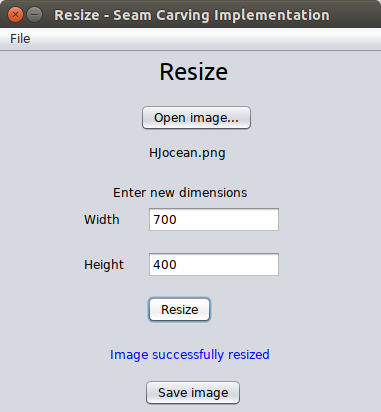 Resize - Seam Carving Implementation
File
Resize
Open image...
HJocean.png
Enter new dimensions
Width 700
Height 400
Resize
Image successfully resized
Save image